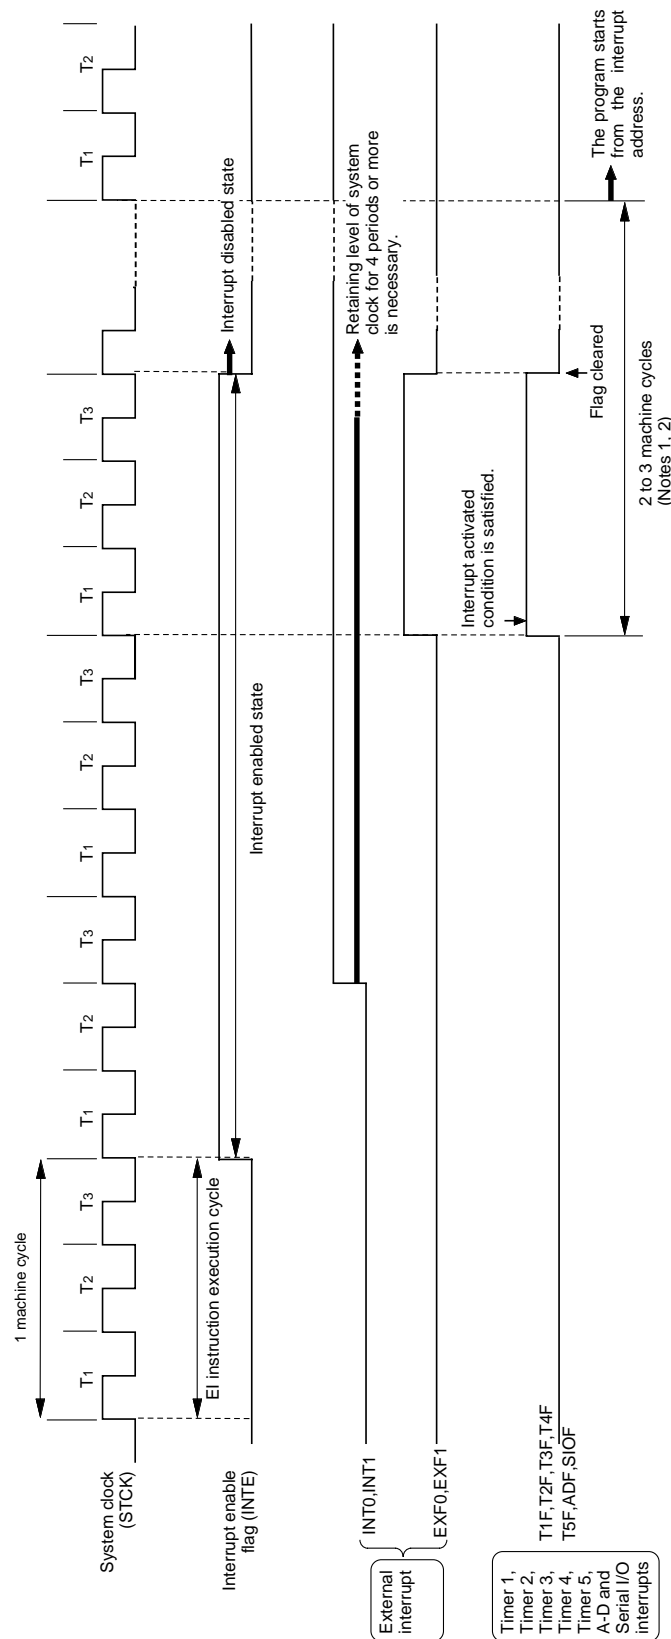 1 machine cycle
T1
T2
T3
T1
T2
T3
T1
T2
T3
T1
T2
T3
T1
T2
System clock
(STCK)
EI instruction execution cycle
Interrupt enabled state
Interrupt disabled state
Interrupt enable
flag (INTE)
Retaining level of system
clock for 4 periods or more
is necessary.
External
interrupt
INT0,INT1
EXF0,EXF1
Interrupt activated
condition is satisfied.
Flag cleared
The program starts
from the interrupt
address.
Timer 1,
Timer 2,
Timer 3,
Timer 4,
Timer 5,
A-D and
Serial I/O
interrupts
T1F,T2F,T3F,T4F
T5F,ADF,SIOF
2 to 3 machine cycles
(Notes 1, 2)